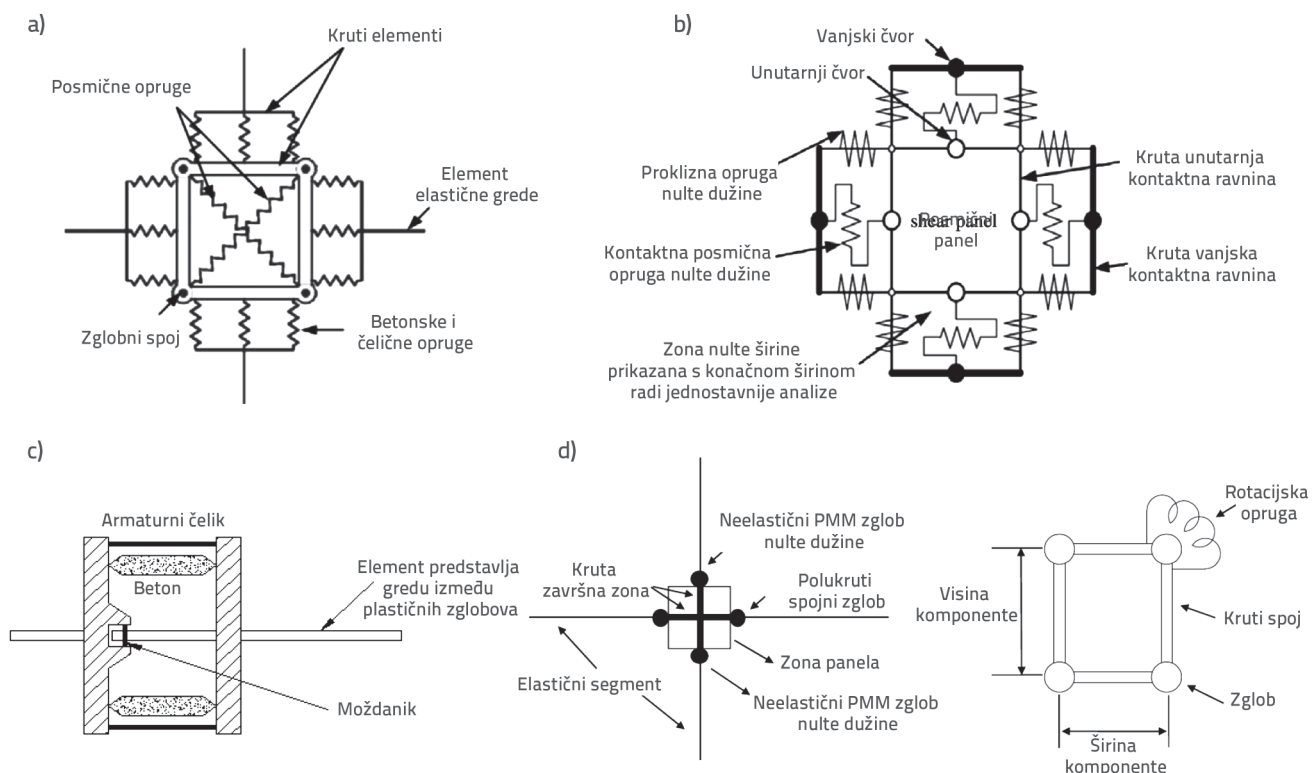 a)
Kruti elementi
Posmične opruge
Element
elastične grede
Zglobni spoj
Betonske i
čelične opruge
b)
Vanjski čvor
Unutarnji čvor
Proklizna opruga
nulte dužine
Kruta unutarnja
kontaktna ravnina
shear panel
Posmični
panel
Kontaktna posmična
opruga nulte dužine
Kruta vanjska
kontaktna ravnina
Zona nulte širine
prikazana s konačnom širinom
radi jednostavnije analize
c)
Armaturni čelik
Beton
Element predstavlja
gredu između
plastičnih zglobova
Moždanik
d)
Neelastični PMM zglob
nulte dužine
Kruta
završna zona
Polukruti
spojni zglob
Zona panela
Elastični segment
Neelastični PMM zglob
nulte dužine
Rotacijska
opruga
Visina
komponente
Kruti spoj
Zglob
Širina
komponente